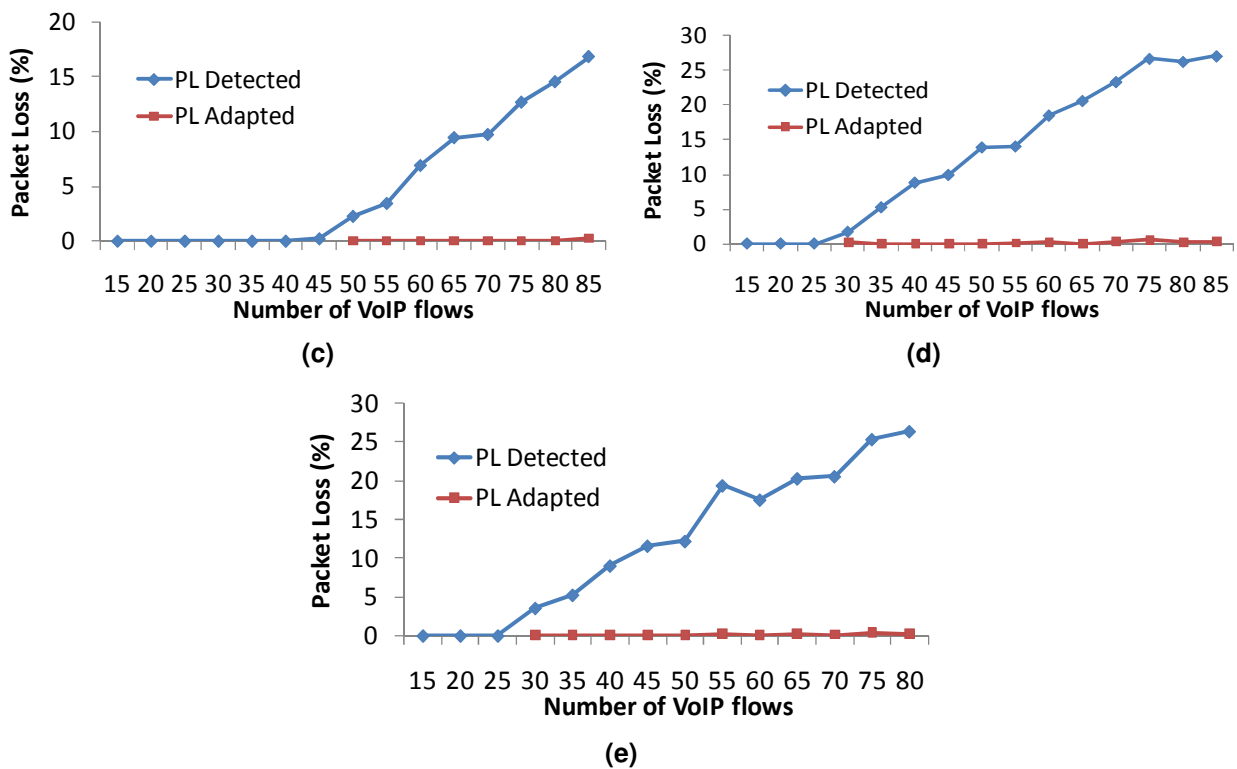 20
15
10
5
0
Packet Loss (%)
PL Detected
PL Adapted
15 20 25 30 35 40 45 50 55 60 65 70 75 80 85
Number of VoIP flows
(c)
30
25
20
15
10
5
0
Packet Loss (%)
PL Detected
PL Adapted
15 20 25 30 35 40 45 50 55 60 65 70 75 80 85
Number of VoIP flows
(d)
30
25
20
15
10
5
0
Packet Loss (%)
PL Detected
PL Adapted
15 20 25 30 35 40 45 50 55 60 65 70 75 80
Number of VoIP flows
(e)